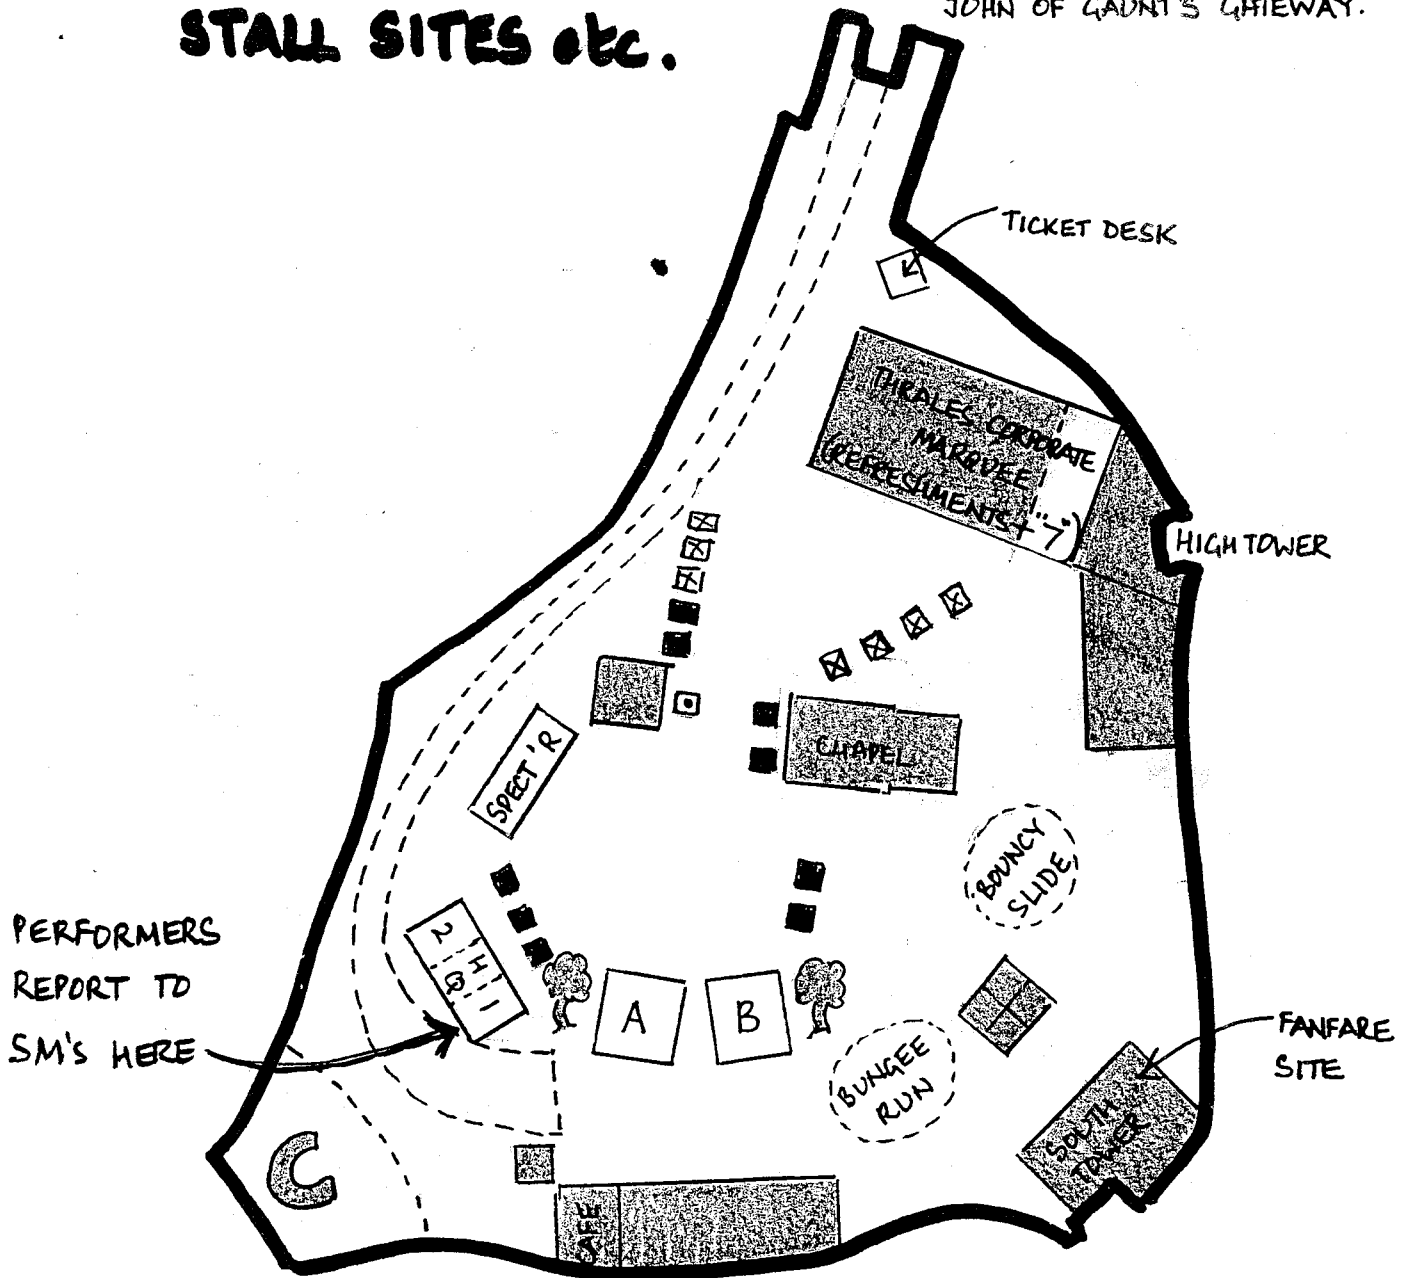 STALL SITES etc.
JOHN OF GAUNT'S GATEWAY.
TICKET DESK
THRALES CORPORATE
MARQUEE
(REFRESHMENTS + "7")
HIGH TOWER
CHAPEL
SPECT'R
BOUNCY
SLIDE
PERFORMERS
REPORT TO
SM'S HERE
2
1
A
B
BUNGEE
RUN
FANFARE
SITE
SOUTH
TOWER
CAFE